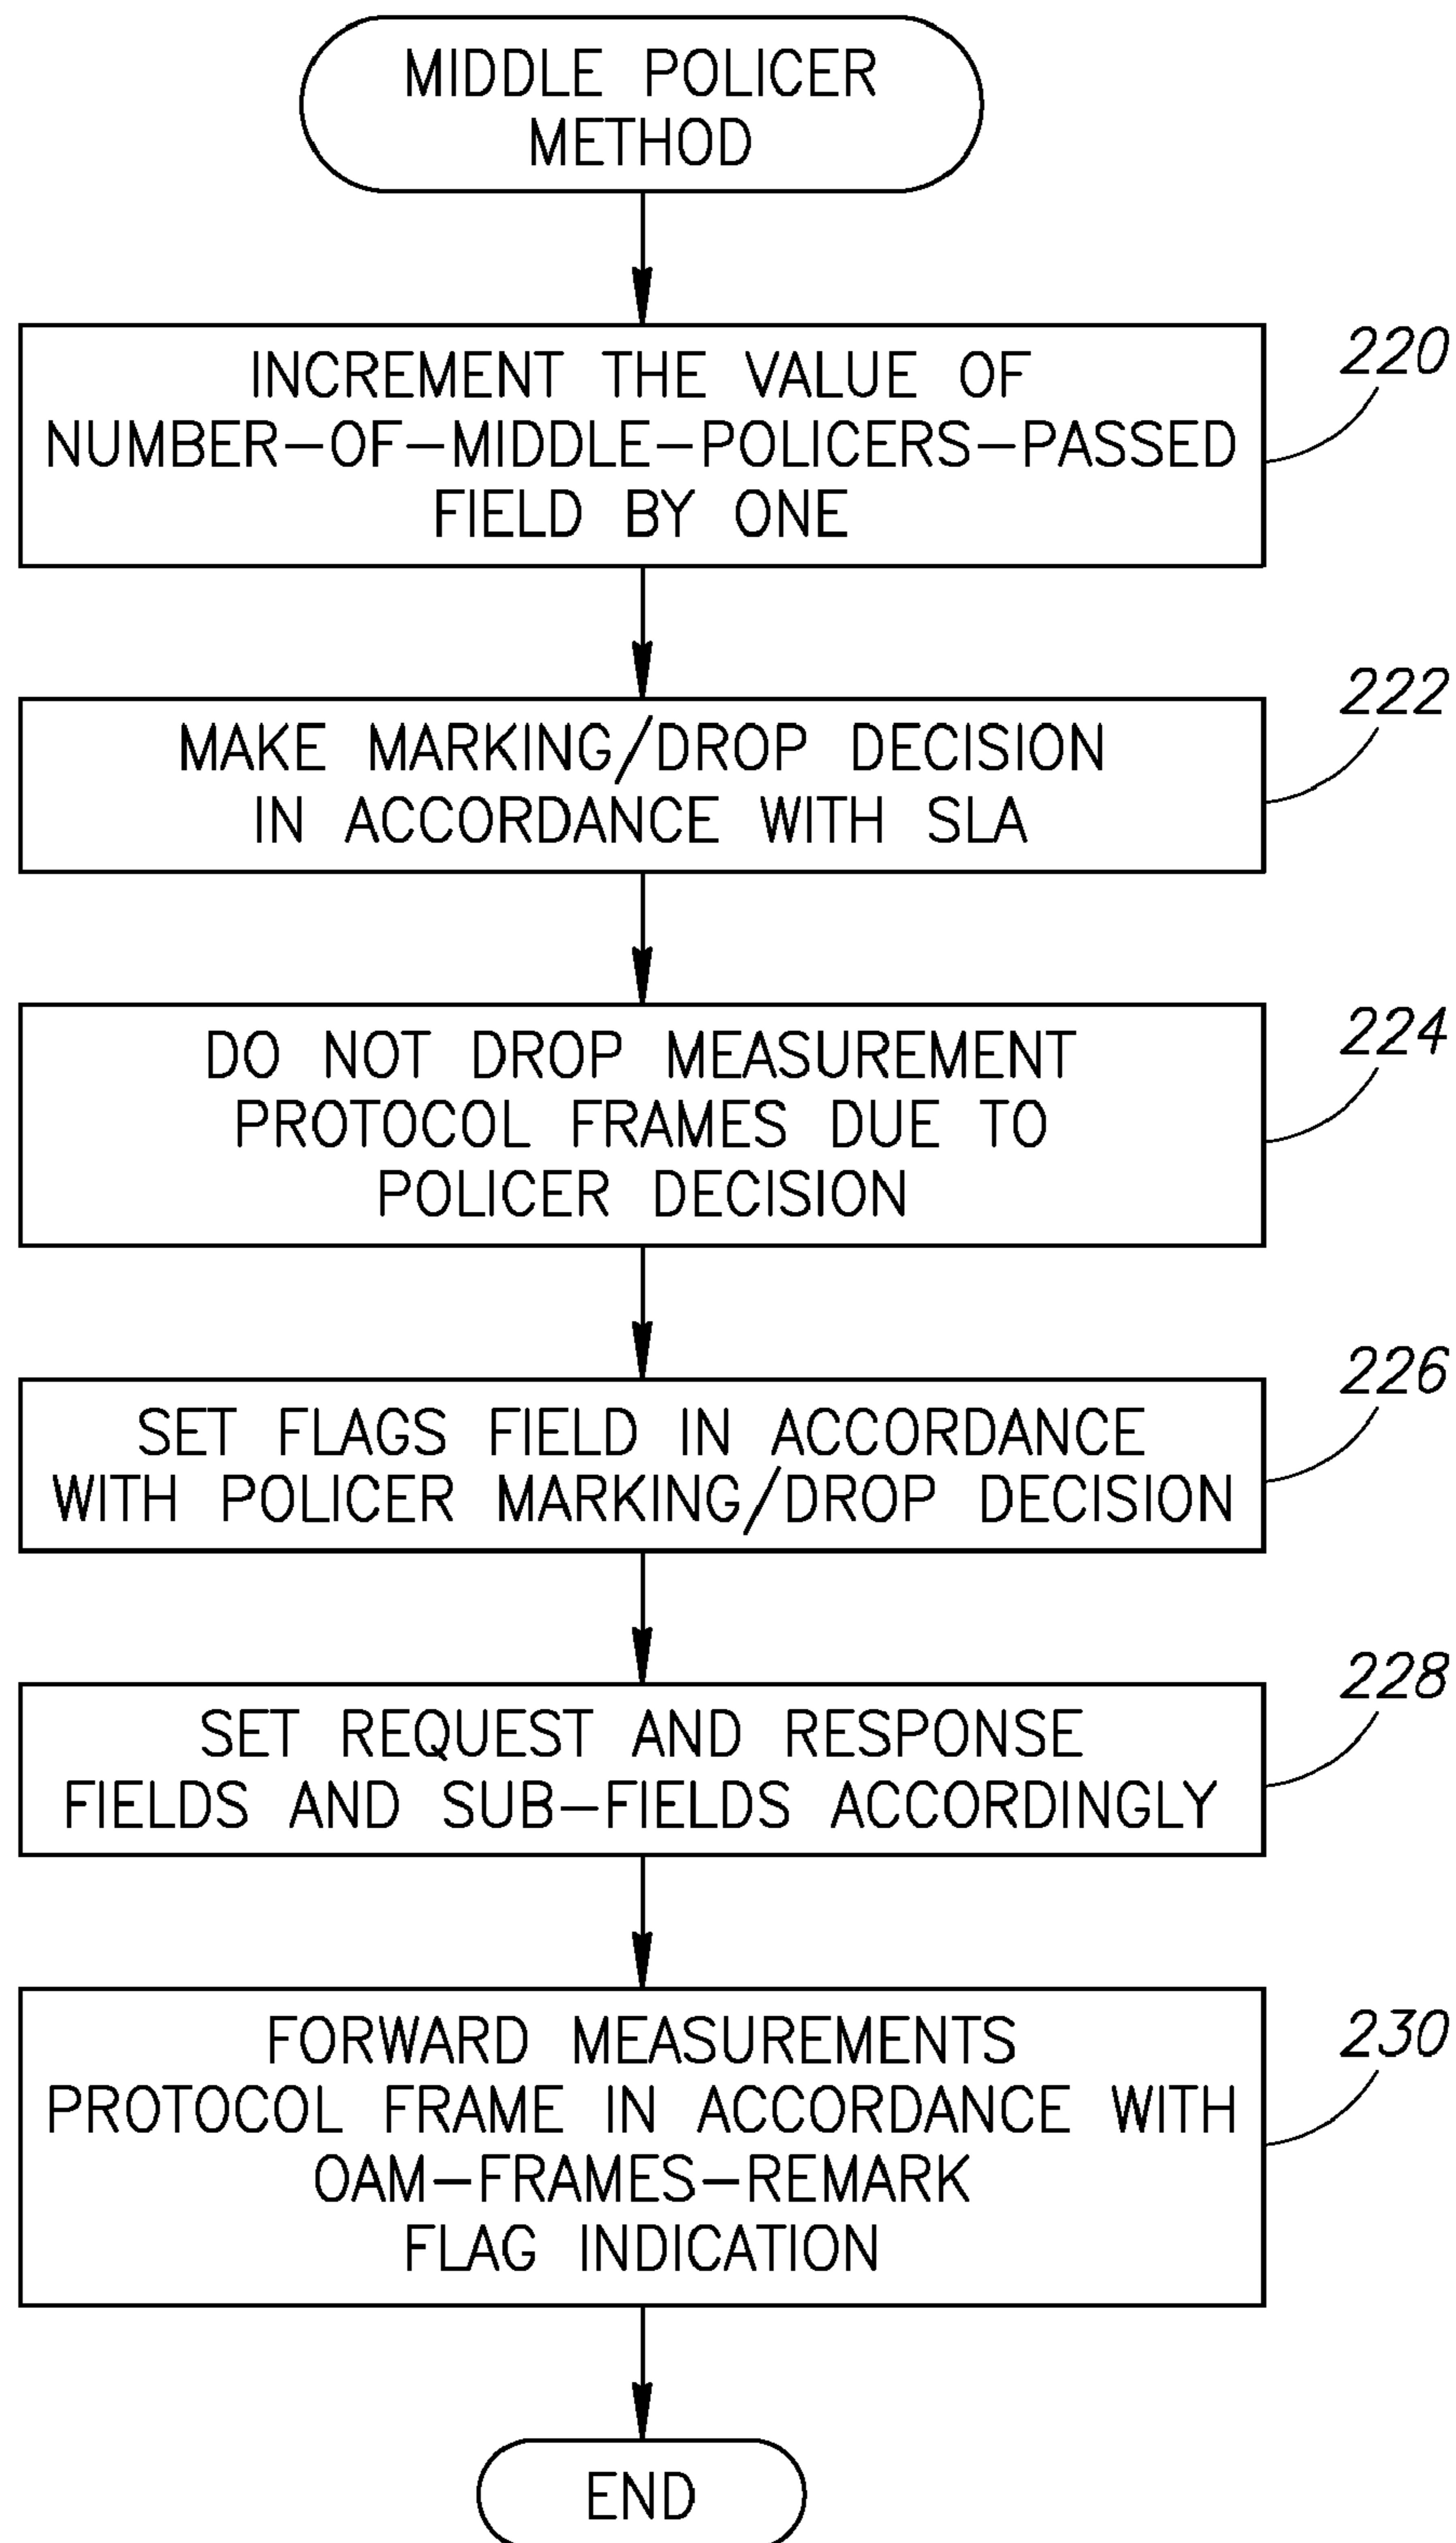 MIDDLE POLICER
METHOD
INCREMENT THE VALUE OF
NUMBER-OF-MIDDLE-POLICERS-PASSED
FIELD BY ONE
220
MAKE MARKING/DROP DECISION
IN ACCORDANCE WITH SLA
222
DO NOT DROP MEASUREMENT
PROTOCOL FRAMES DUE TO
POLICER DECISION
224
SET FLAGS FIELD IN ACCORDANCE
WITH POLICER MARKING/DROP DECISION
226
SET REQUEST AND RESPONSE
FIELDS AND SUB-FIELDS ACCORDINGLY
228
FORWARD MEASUREMENTS
PROTOCOL FRAME IN ACCORDANCE WITH
OAM-FRAMES-REMARK
FLAG INDICATION
230
END